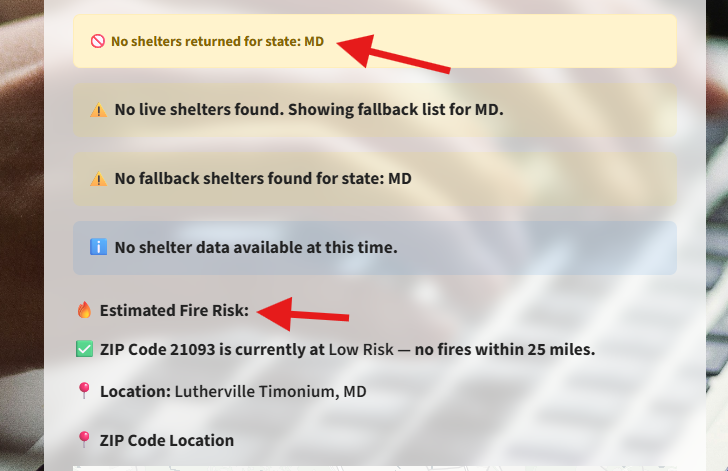 🚫 No shelters returned for state: MD
⚠️ No live shelters found. Showing fallback list for MD.
⚠️ No fallback shelters found for state: MD
ℹ️ No shelter data available at this time.
🔥 Estimated Fire Risk:
✅ ZIP Code 21093 is currently at Low Risk — no fires within 25 miles.
📍 Location: Lutherville Timonium, MD
📍 ZIP Code Location